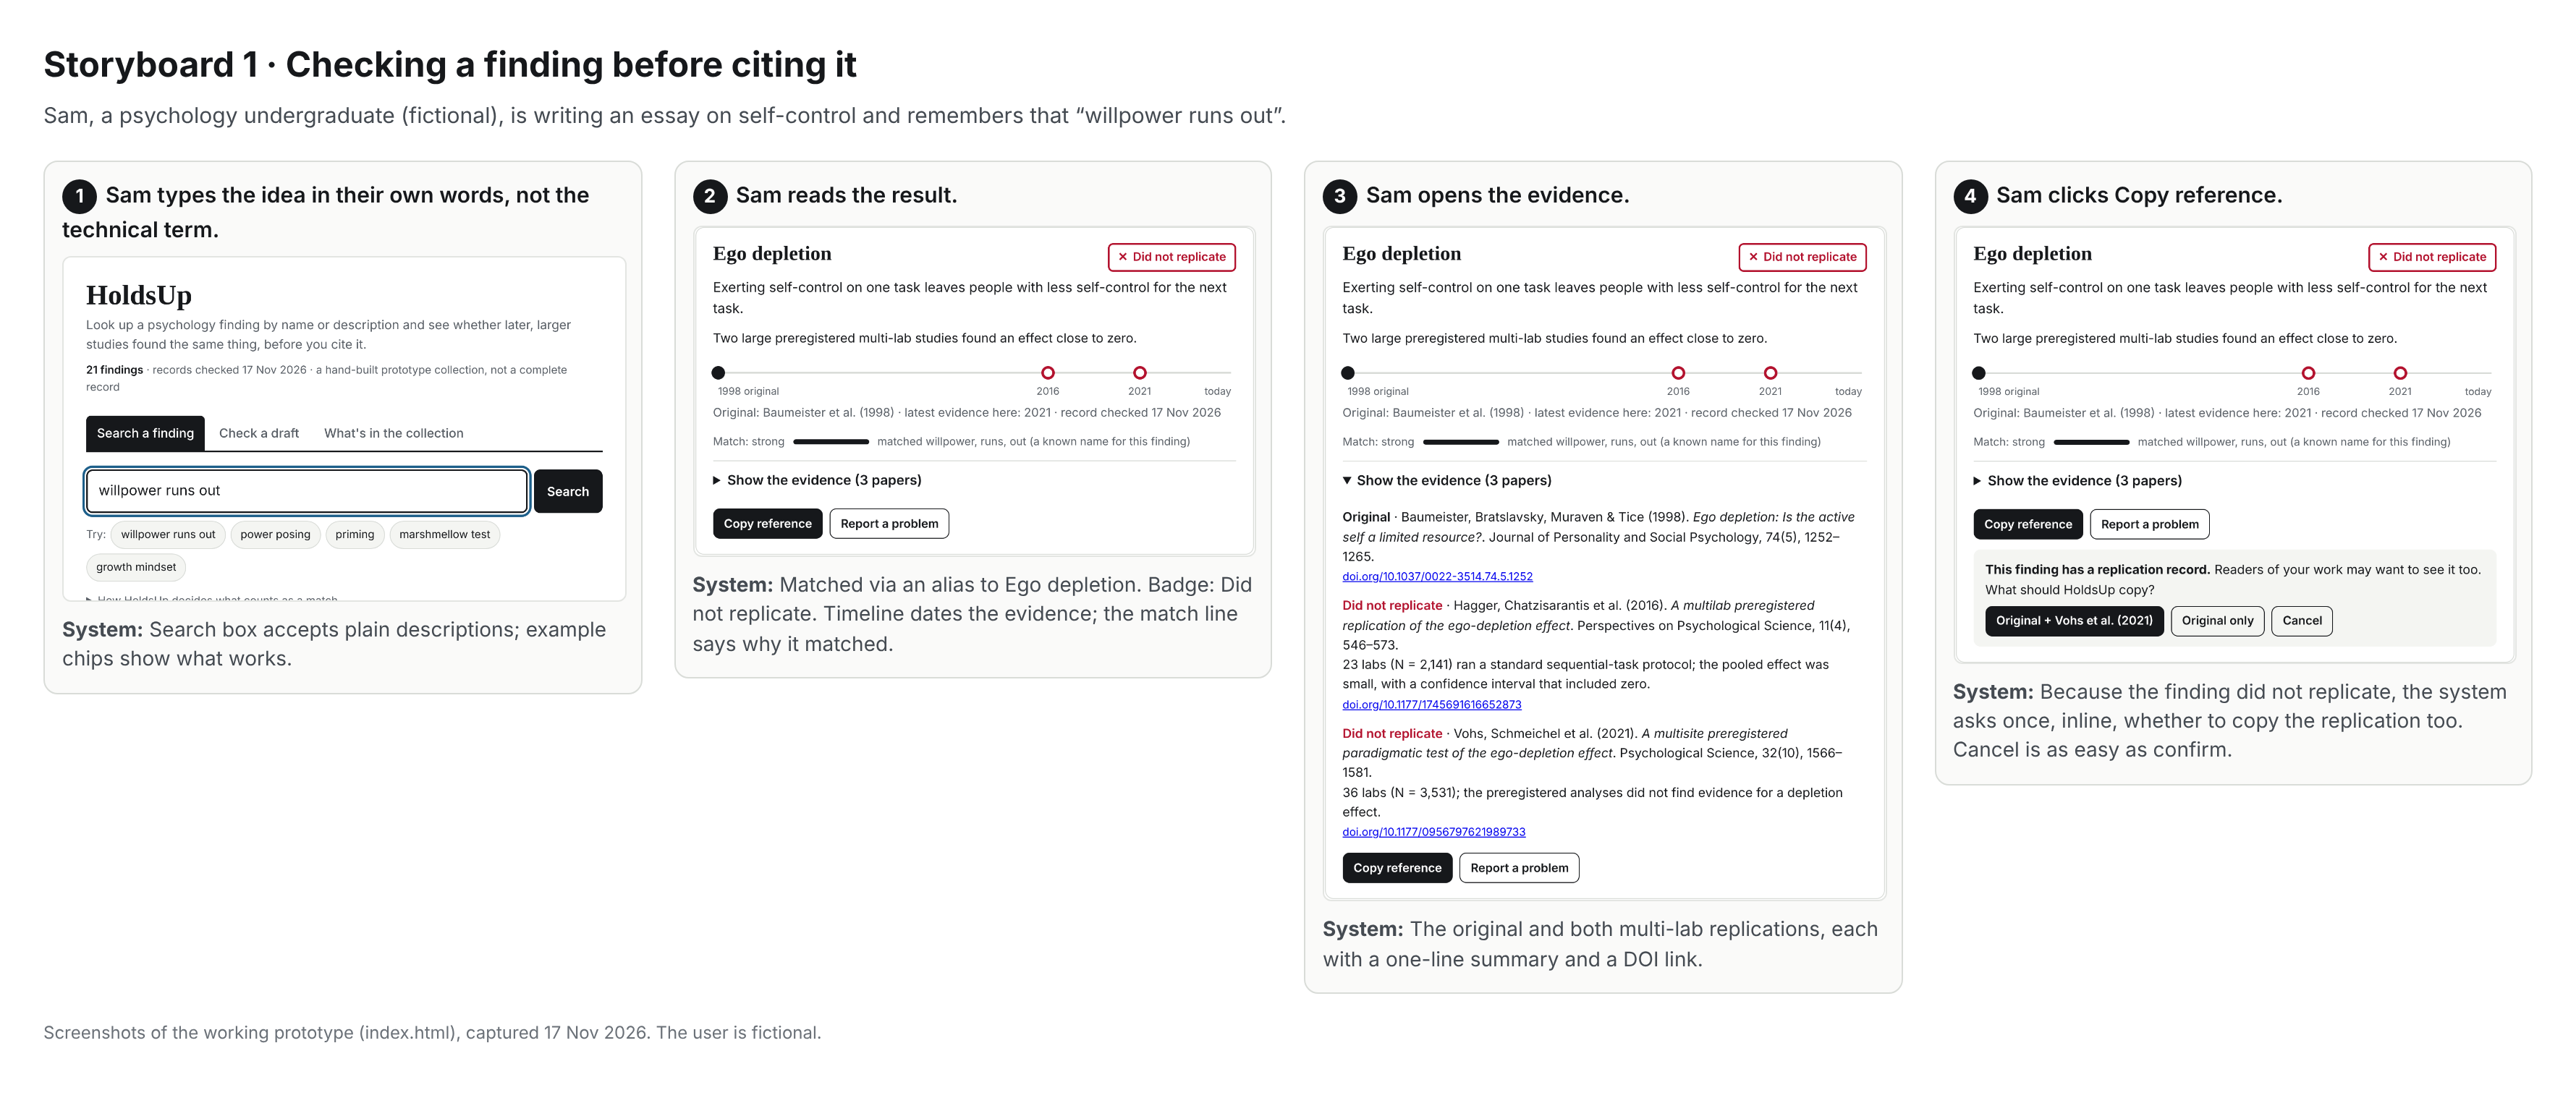 Storyboard 1 · Checking a finding before citing it
Sam, a psychology undergraduate (fictional), is writing an essay on self-control and remembers that “willpower runs out”.
1 Sam types the idea in their own words, not the
technical term.
HoldsUp
Look up a psychology finding by name or description and see whether later, larger
studies found the same thing, before you cite it.
21 findings · records checked 17 Nov 2026 · a hand-built prototype collection, not a complete
record
Search a finding Check a draft What's in the collection
willpower runs out Search
Try: willpower runs out power posing priming marshmellow test
growth mindset
▸ How HoldsUp decides what counts as a match
System: Search box accepts plain descriptions; example
chips show what works.
2 Sam reads the result.
Ego depletion ✕ Did not replicate
Exerting self-control on one task leaves people with less self-control for the next
task.
Two large preregistered multi-lab studies found an effect close to zero.
1998 original 2016 2021 today
Original: Baumeister et al. (1998) · latest evidence here: 2021 · record checked 17 Nov 2026
Match: strong matched willpower, runs, out (a known name for this finding)
▶ Show the evidence (3 papers)
Copy reference Report a problem
System: Matched via an alias to Ego depletion. Badge: Did
not replicate. Timeline dates the evidence; the match line
says why it matched.
3 Sam opens the evidence.
Ego depletion ✕ Did not replicate
Exerting self-control on one task leaves people with less self-control for the next
task.
Two large preregistered multi-lab studies found an effect close to zero.
1998 original 2016 2021 today
Original: Baumeister et al. (1998) · latest evidence here: 2021 · record checked 17 Nov 2026
Match: strong matched willpower, runs, out (a known name for this finding)
▼ Show the evidence (3 papers)
Original · Baumeister, Bratslavsky, Muraven & Tice (1998). Ego depletion: Is the active
self a limited resource?. Journal of Personality and Social Psychology, 74(5), 1252–
1265.
doi.org/10.1037/0022-3514.74.5.1252
Did not replicate · Hagger, Chatzisarantis et al. (2016). A multilab preregistered
replication of the ego-depletion effect. Perspectives on Psychological Science, 11(4),
546–573.
23 labs (N = 2,141) ran a standard sequential-task protocol; the pooled effect was
small, with a confidence interval that included zero.
doi.org/10.1177/1745691616652873
Did not replicate · Vohs, Schmeichel et al. (2021). A multisite preregistered
paradigmatic test of the ego-depletion effect. Psychological Science, 32(10), 1566–
1581.
36 labs (N = 3,531); the preregistered analyses did not find evidence for a depletion
effect.
doi.org/10.1177/0956797621989733
Copy reference Report a problem
System: The original and both multi-lab replications, each
with a one-line summary and a DOI link.
4 Sam clicks Copy reference.
Ego depletion ✕ Did not replicate
Exerting self-control on one task leaves people with less self-control for the next
task.
Two large preregistered multi-lab studies found an effect close to zero.
1998 original 2016 2021 today
Original: Baumeister et al. (1998) · latest evidence here: 2021 · record checked 17 Nov 2026
Match: strong matched willpower, runs, out (a known name for this finding)
▶ Show the evidence (3 papers)
Copy reference Report a problem
This finding has a replication record. Readers of your work may want to see it too.
What should HoldsUp copy?
Original + Vohs et al. (2021) Original only Cancel
System: Because the finding did not replicate, the system
asks once, inline, whether to copy the replication too.
Cancel is as easy as confirm.
Screenshots of the working prototype (index.html), captured 17 Nov 2026. The user is fictional.